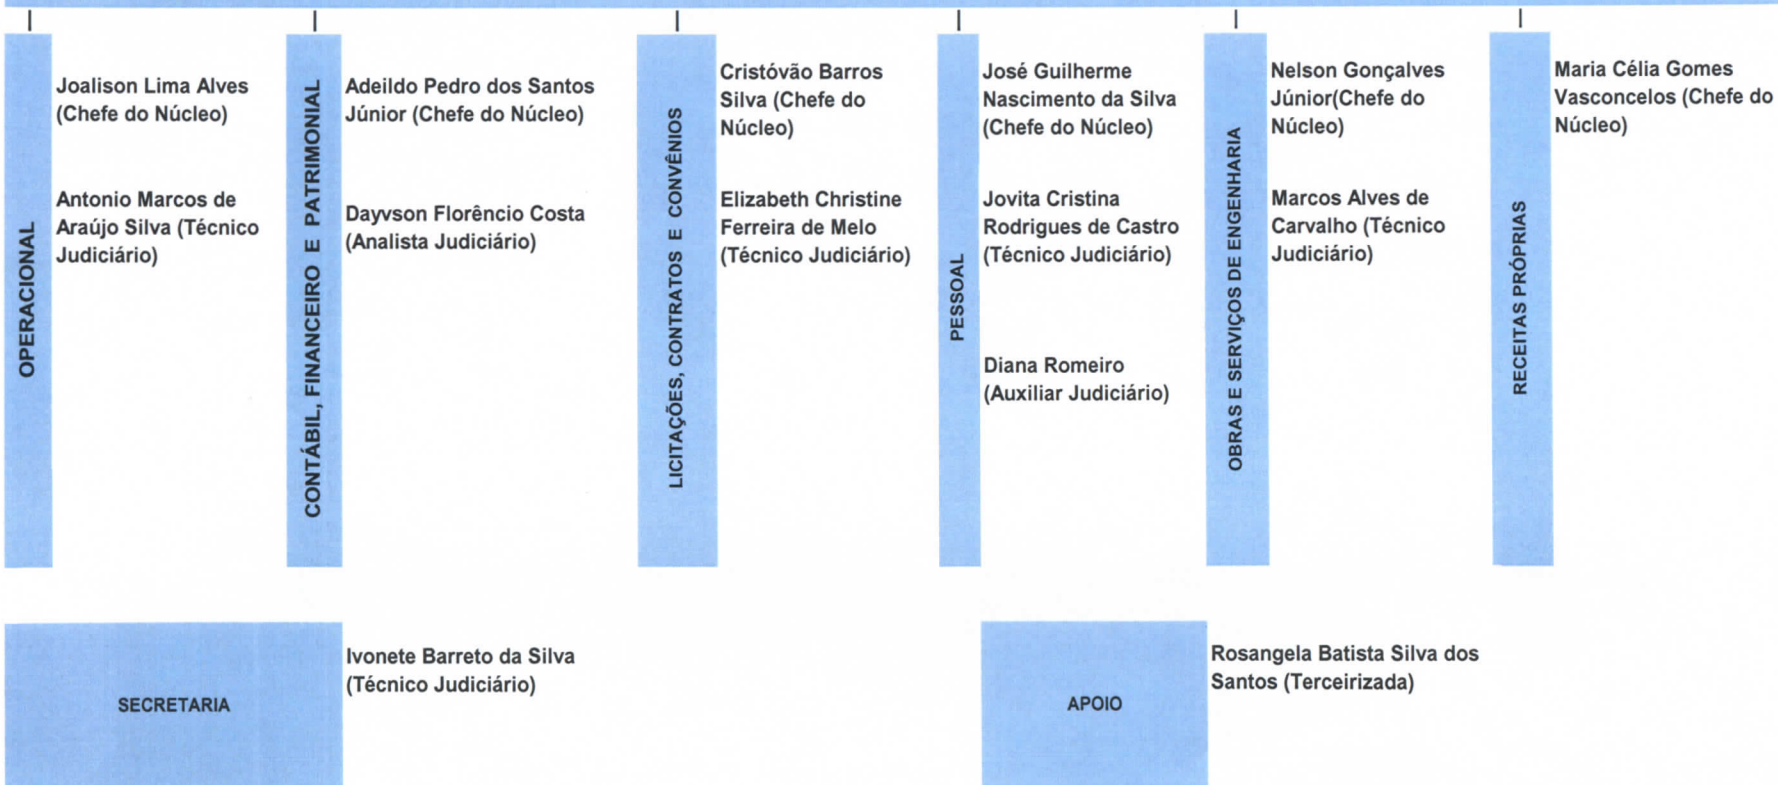 OPERACIONAL
Joalison Lima Alves
(Chefe do Núcleo)
Antonio Marcos de
Araújo Silva (Técnico
Judiciário)
CONTÁBIL, FINANCEIRO E PATRIMONIAL
Adeildo Pedro dos Santos
Júnior (Chefe do Núcleo)
Dayvson Florêncio Costa
(Analista Judiciário)
LICITAÇÕES, CONTRATOS E CONVÊNIOS
Cristóvão Barros
Silva (Chefe do
Núcleo)
Elizabeth Christine
Ferreira de Melo
(Técnico Judiciário)
PESSOAL
José Guilherme
Nascimento da Silva
(Chefe do Núcleo)
Jovita Cristina
Rodrigues de Castro
(Técnico Judiciário)
Diana Romeiro
(Auxiliar Judiciário)
OBRAS E SERVIÇOS DE ENGENHARIA
Nelson Gonçalves
Júnior(Chefe do
Núcleo)
Marcos Alves de
Carvalho (Técnico
Judiciário)
RECEITAS PRÓPRIAS
Maria Célia Gomes
Vasconcelos (Chefe do
Núcleo)
SECRETARIA
Ivonete Barreto da Silva
(Técnico Judiciário)
APOIO
Rosangela Batista Silva dos
Santos (Terceirizada)